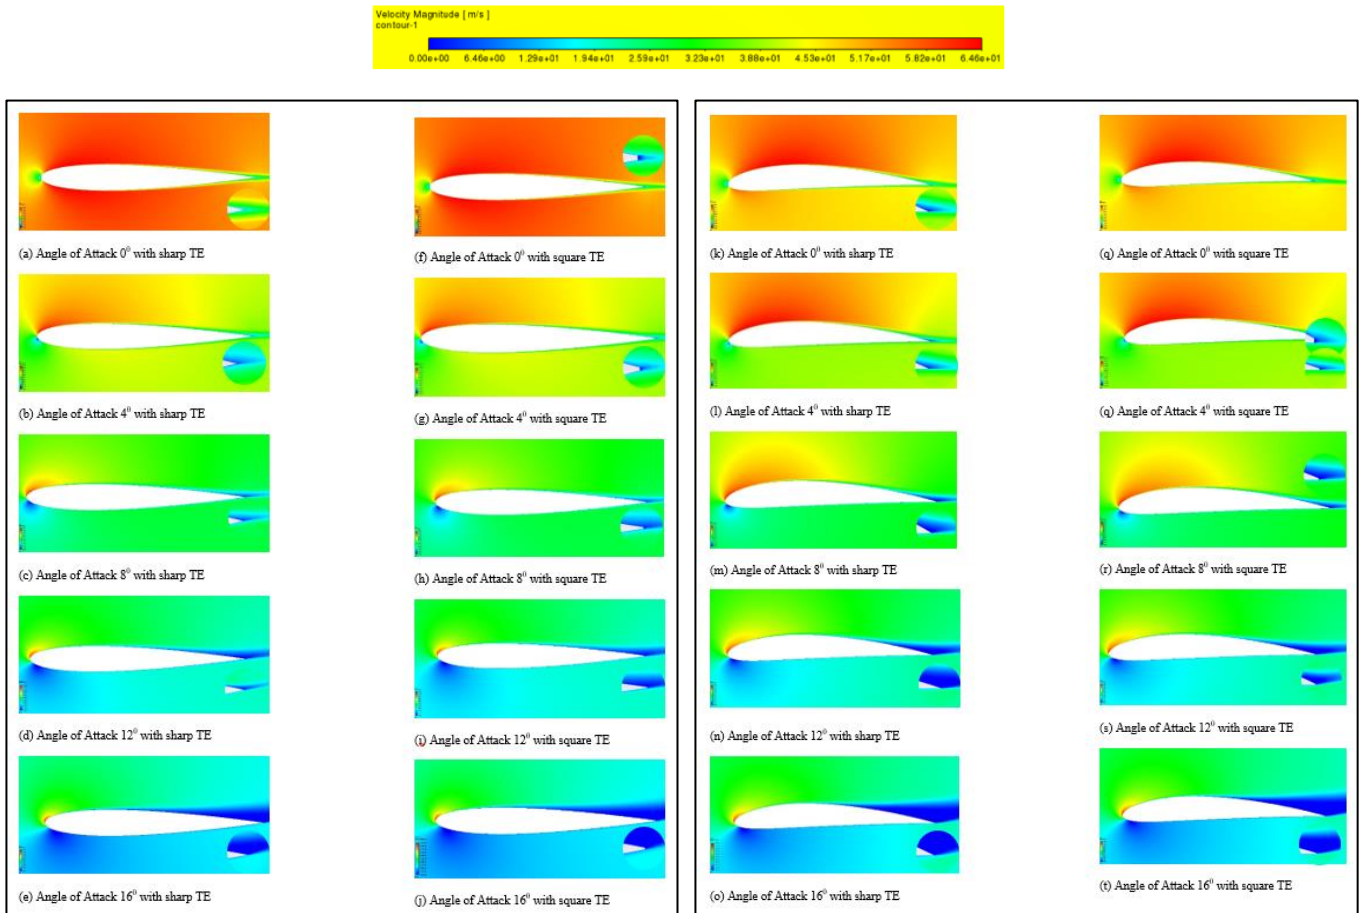 Velocity Magnitude [ m/s ]
contour-1
0.00e+00 6.46e+00 1.29e+01 1.94e+01 2.59e+01 3.23e+01 3.88e+01 4.53e+01 5.17e+01 5.82e+01 6.46e+01
(a) Angle of Attack 0⁰ with sharp TE
(f) Angle of Attack 0⁰ with square TE
(k) Angle of Attack 0⁰ with sharp TE
(q) Angle of Attack 0⁰ with square TE
(b) Angle of Attack 4⁰ with sharp TE
(g) Angle of Attack 4⁰ with square TE
(l) Angle of Attack 4⁰ with sharp TE
(q) Angle of Attack 4⁰ with square TE
(c) Angle of Attack 8⁰ with sharp TE
(h) Angle of Attack 8⁰ with square TE
(m) Angle of Attack 8⁰ with sharp TE
(r) Angle of Attack 8⁰ with square TE
(d) Angle of Attack 12⁰ with sharp TE
(i) Angle of Attack 12⁰ with square TE
(n) Angle of Attack 12⁰ with sharp TE
(s) Angle of Attack 12⁰ with square TE
(e) Angle of Attack 16⁰ with sharp TE
(j) Angle of Attack 16⁰ with square TE
(o) Angle of Attack 16⁰ with sharp TE
(t) Angle of Attack 16⁰ with square TE